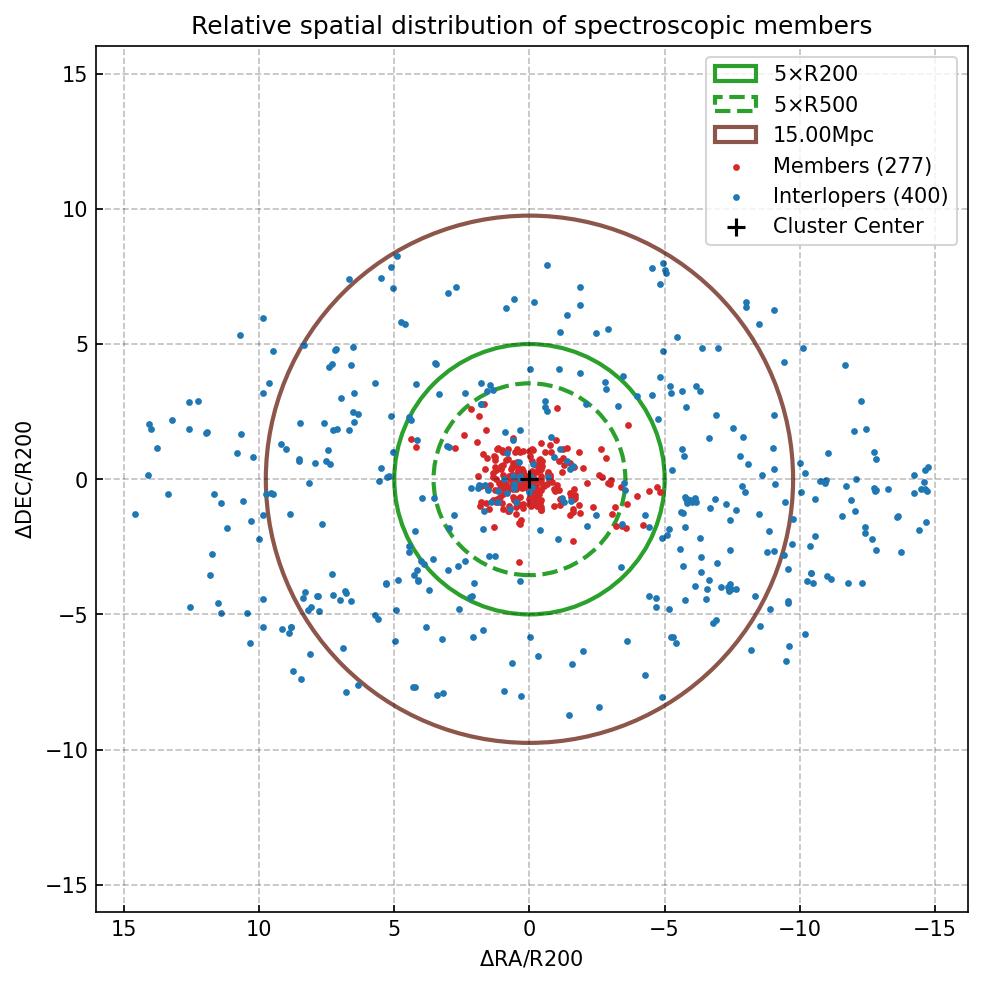 Relative spatial distribution of spectroscopic members
5×R200
5×R500
15.00Mpc
Members (277)
Interlopers (400)
Cluster Center
ΔDEC/R200
15
10
5
0
−5
−10
−15
15
10
5
0
−5
−10
−15
ΔRA/R200